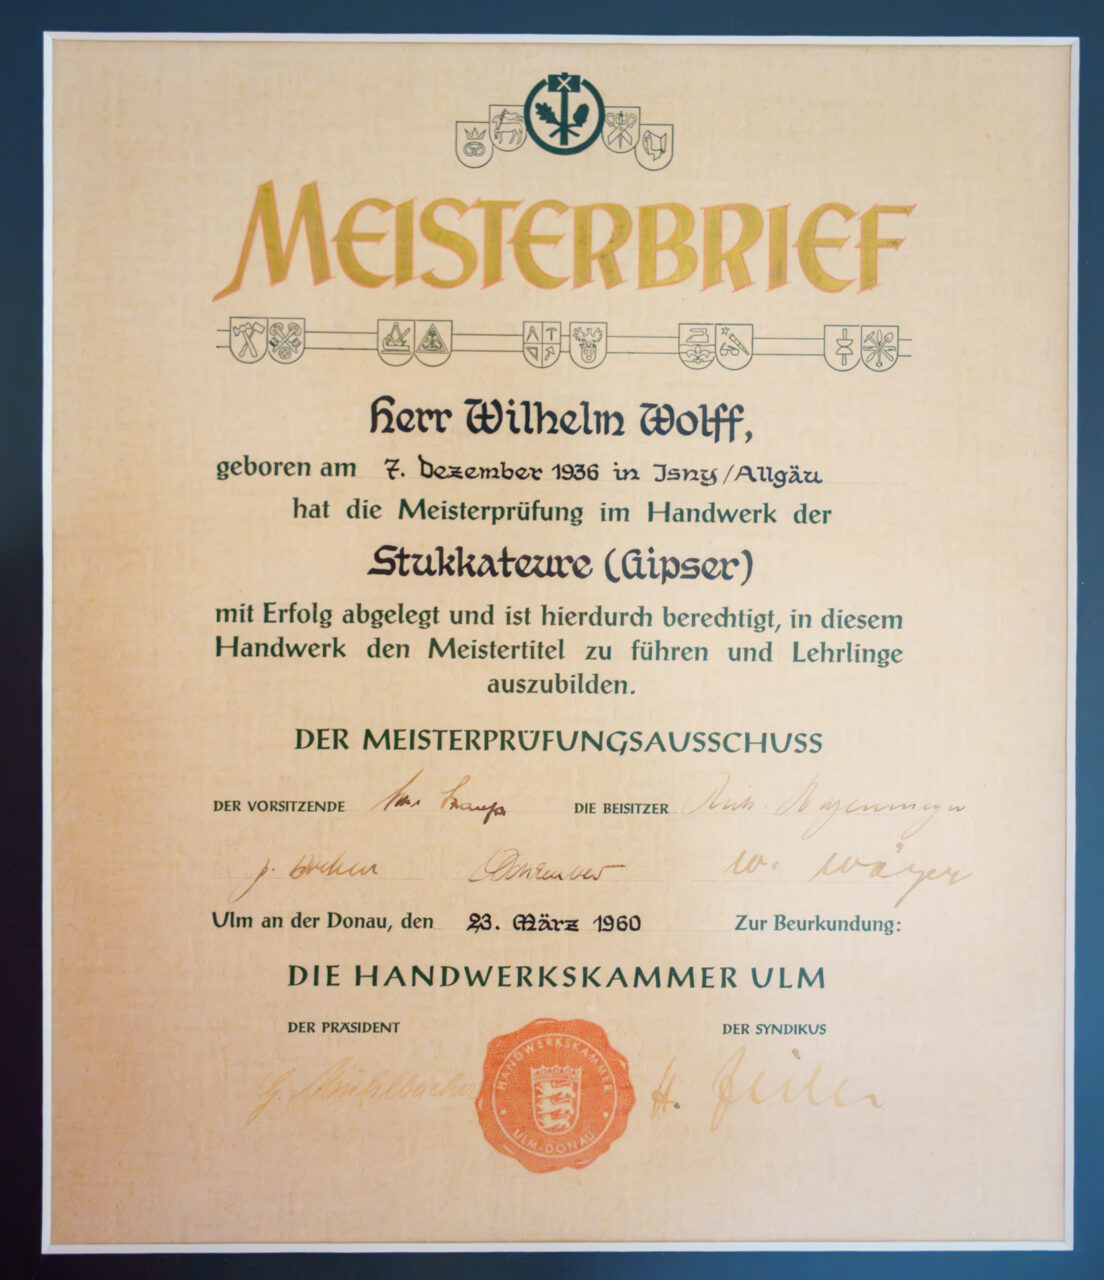 MEISTERBRIEF
Herr Wilhelm Wolff,
geboren am 7. Dezember 1936 in Isny/Allgäu
hat die Meisterprüfung im Handwerk der
Stukkateure (Gipser)
mit Erfolg abgelegt und ist hierdurch berechtigt, in diesem
Handwerk den Meistertitel zu führen und Lehrlinge
auszubilden.
DER MEISTERPRÜFUNGSAUSSCHUSS
DER VORSITZENDE DIE BEISITZER
Ulm an der Donau, den 23. März 1960 Zur Beurkundung:
DIE HANDWERKSKAMMER ULM
DER PRÄSIDENT DER SYNDIKUS
HANDWERKSKAMMER
ULM-DONAU
H.